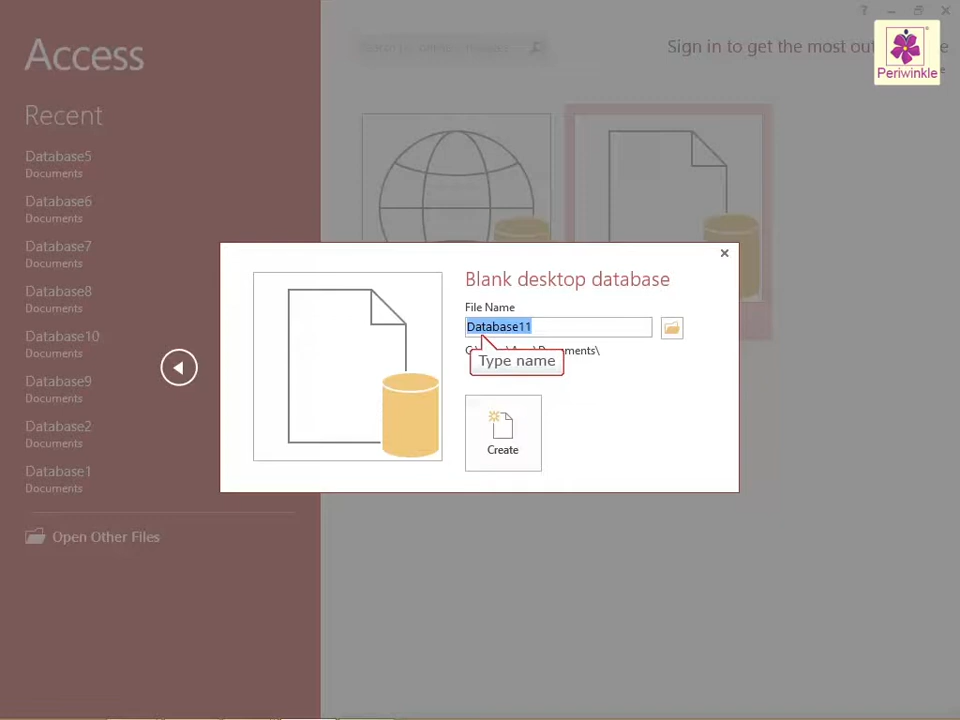 Access
Recent
Database5
Documents
Database6
Documents
Database7
Documents
Database8
Documents
Database10
Documents
Database9
Documents
Database2
Documents
Database1
Documents
Open Other Files
Sign in to get the most
Periwinkle
Blank desktop database
File Name
Database11
Type name
Create